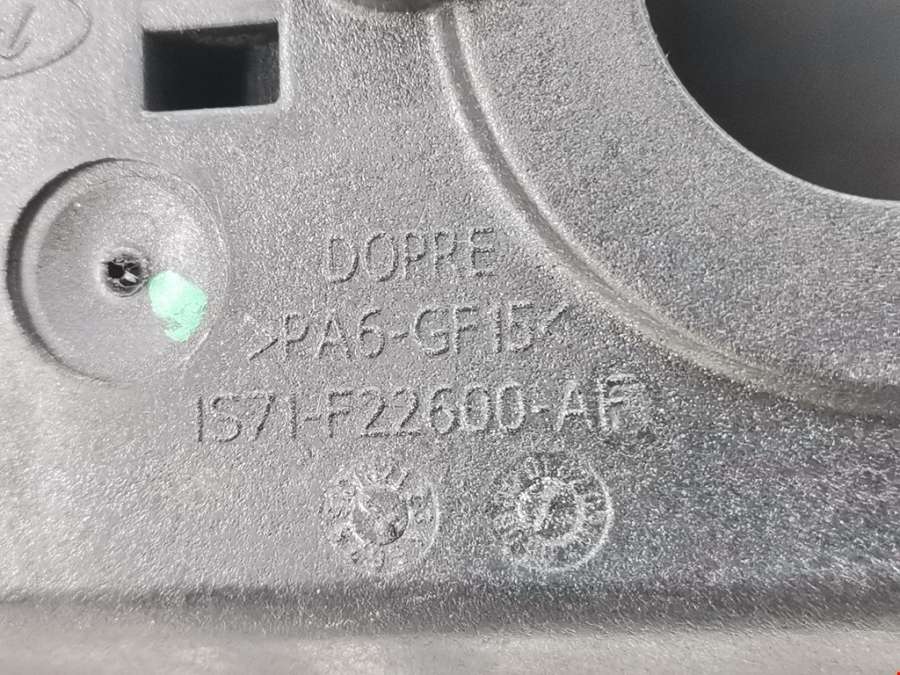 DOPRE
>PA6-GF15<
1S71-F22600-AF